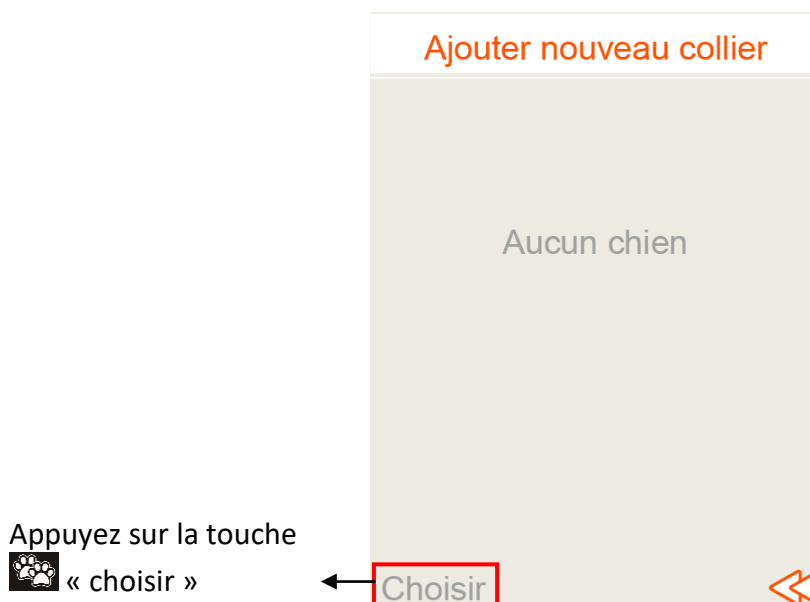 Ajouter nouveau collier
Aucun chien
Appuyez sur la touche
« choisir »
Choisir